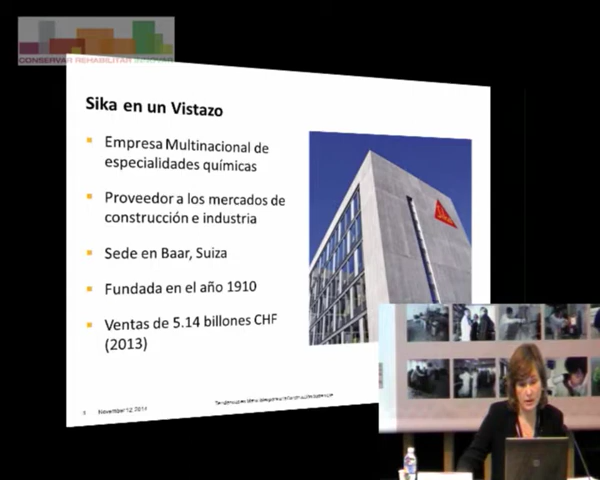 CONSERVAR REHABILITAR INNOVAR
Sika en un Vistazo
Empresa Multinacional de
especialidades químicas
Proveedor a los mercados de
construcción e industria
Sede en Baar, Suiza
Fundada en el año 1910
Ventas de 5.14 billones CHF
(2013)
November 12, 2014